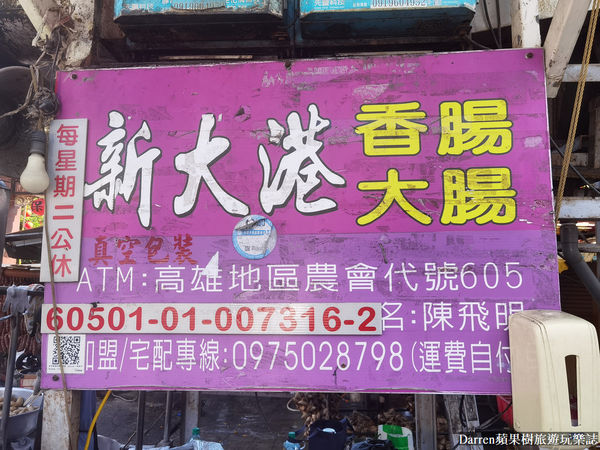 0919604952
新大港
香腸
大腸
每星期二公休
真空包裝
ATM:高雄地區農會代號605
60501-01-007316-2
名:陳飛明
加盟/宅配專線:0975028798(運費自付
Darren蘋果樹旅遊玩樂誌